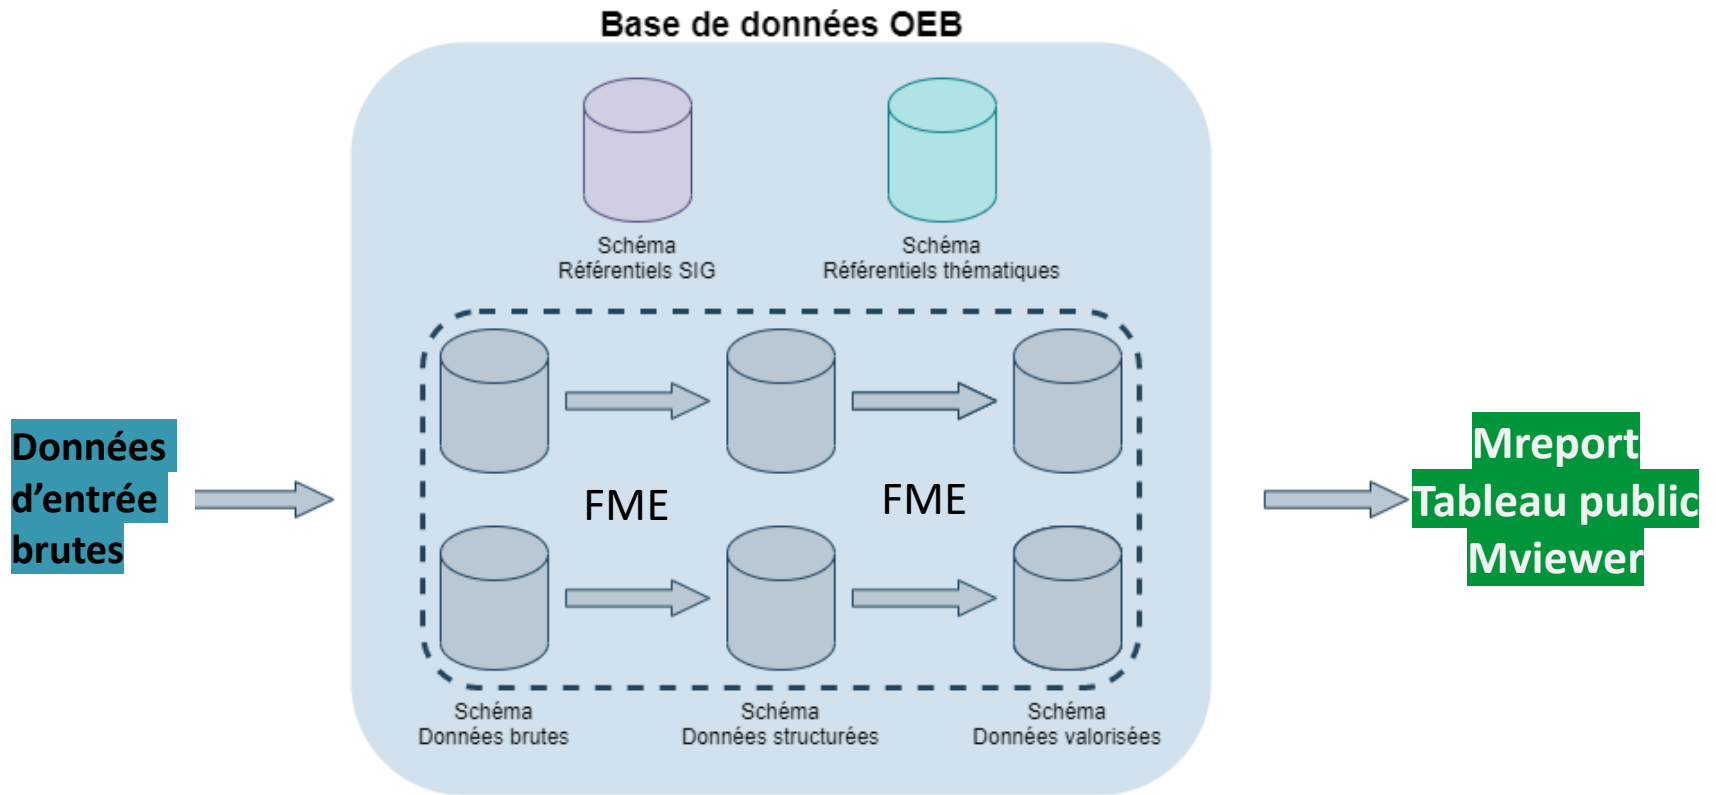 Base de données OEB
Schéma
Référentiels SIG
Schéma
Référentiels thématiques
Données
d’entrée
brutes
FME
FME
Mreport
Tableau public
Mviewer
Schéma
Données brutes
Schéma
Données structurées
Schéma
Données valorisées